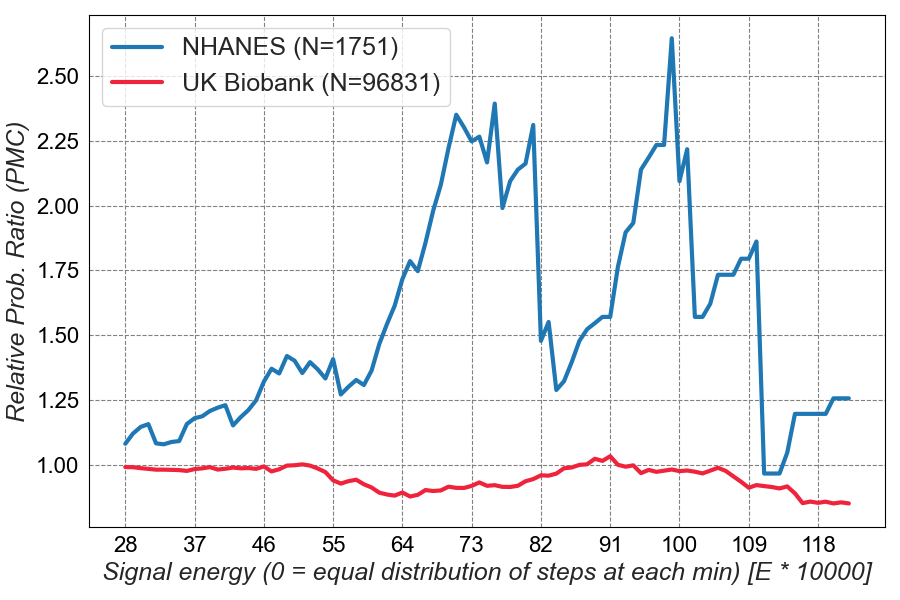 NHANES (N=1751)
UK Biobank (N=96831)
Relative Prob. Ratio (PMC)
2.50
2.25
2.00
1.75
1.50
1.25
1.00
28 37 46 55 64 73 82 91 100 109 118
Signal energy (0 = equal distribution of steps at each min) [E * 10000]